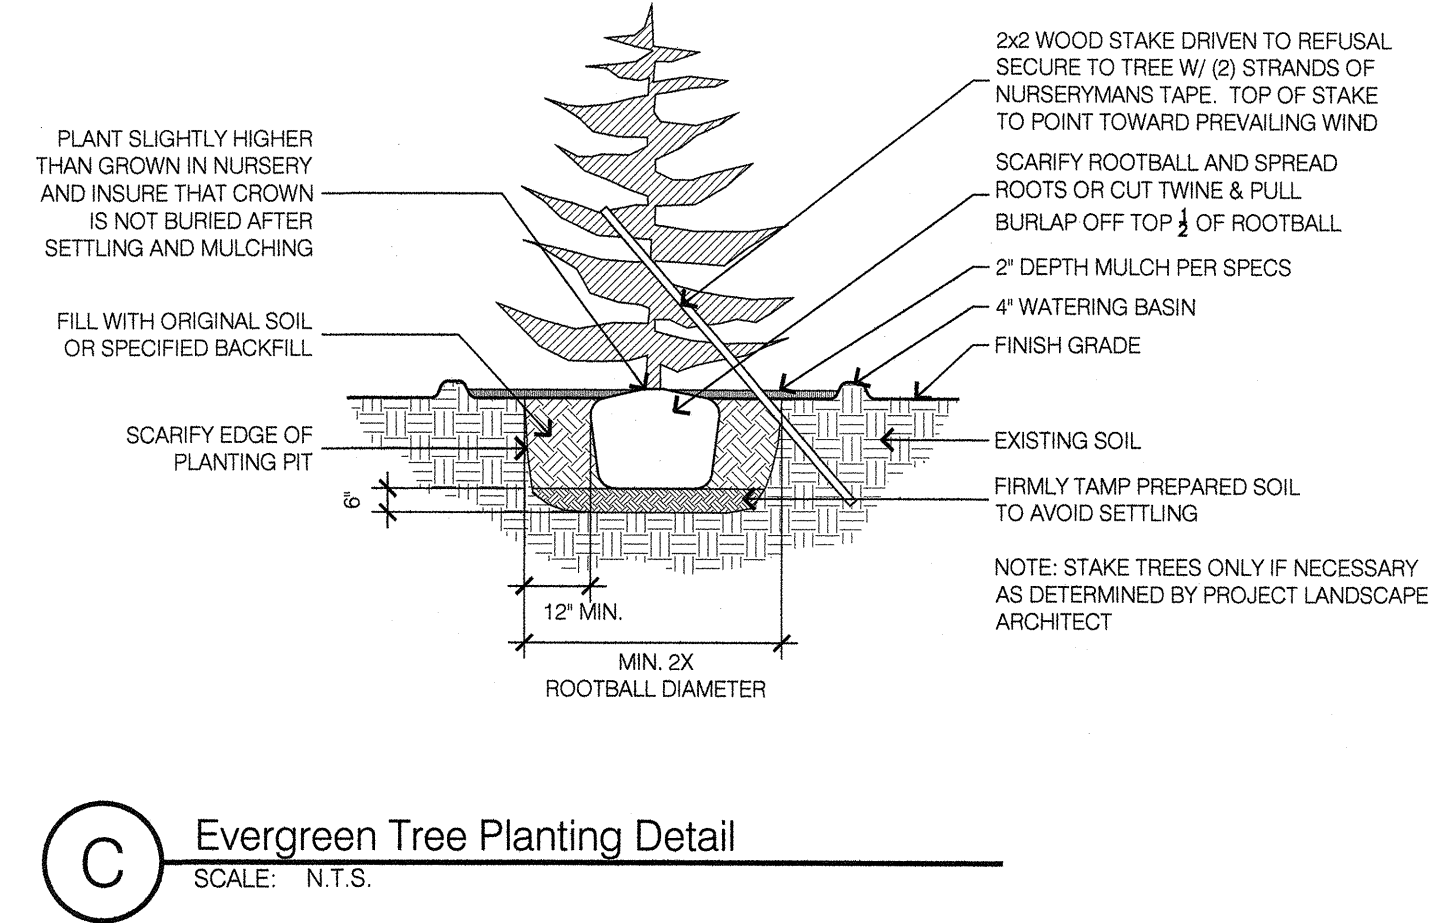 PLANT SLIGHTLY HIGHER
THAN GROWN IN NURSERY
AND INSURE THAT CROWN
IS NOT BURIED AFTER
SETTLING AND MULCHING
FILL WITH ORIGINAL SOIL
OR SPECIFIED BACKFILL
SCARIFY EDGE OF
PLANTING PIT
6"
12" MIN.
MIN. 2X
ROOTBALL DIAMETER
2x2 WOOD STAKE DRIVEN TO REFUSAL
SECURE TO TREE W/ (2) STRANDS OF
NURSERYMANS TAPE. TOP OF STAKE
TO POINT TOWARD PREVAILING WIND
SCARIFY ROOTBALL AND SPREAD
ROOTS OR CUT TWINE & PULL
BURLAP OFF TOP 1/2 OF ROOTBALL
2" DEPTH MULCH PER SPECS
4" WATERING BASIN
FINISH GRADE
EXISTING SOIL
FIRMLY TAMP PREPARED SOIL
TO AVOID SETTLING
NOTE: STAKE TREES ONLY IF NECESSARY
AS DETERMINED BY PROJECT LANDSCAPE
ARCHITECT
C
Evergreen Tree Planting Detail
SCALE: N.T.S.